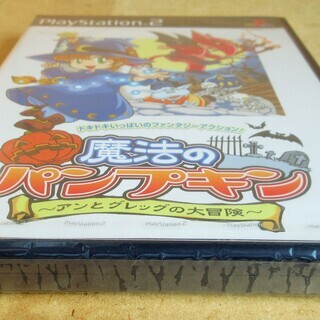 PlayStation 2
ドキドキいっぱいのファンタジーアクション♪
魔法の
パンプキン
〜アンとグレッグの大冒険〜